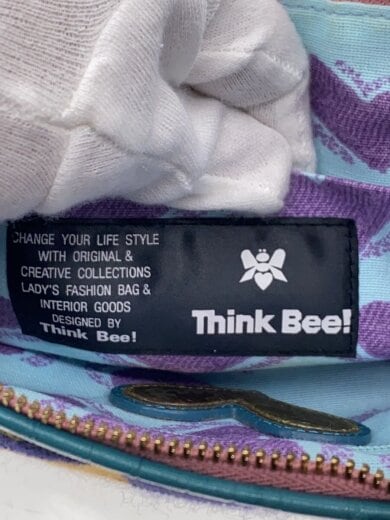 CHANGE YOUR LIFE STYLE
WITH ORIGINAL &
CREATIVE COLLECTIONS
LADY'S FASHION BAG &
INTERIOR GOODS
DESIGNED BY
Think Bee!
Think Bee!